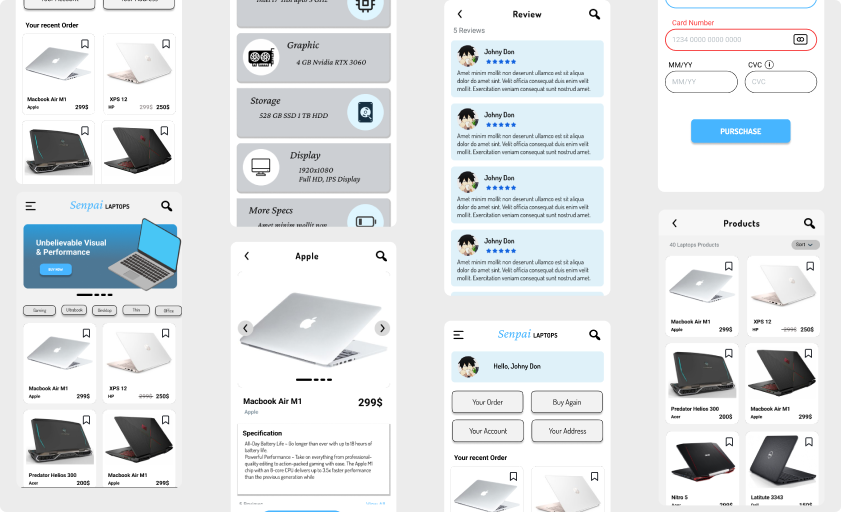 Your Account
Your Address
Your recent Order
Macbook Air M1
Apple
299$
XPS 12
HP
299$ 250$
Senpai LAPTOPS
Unbelievable Visual
& Performance
Gaming
Ultrabook
Desktop
Thin
Office
Macbook Air M1
Apple
299$
XPS 12
HP
299$ 250$
Predator Helios 300
Acer
200$
Macbook Air M1
Apple
299$
Graphic
4 GB Nvidia RTX 3060
Storage
528 GB SSD 1 TB HDD
Display
1920x1080
Full HD, IPS Display
More Specs
Amet minim mollit non
Apple
Macbook Air M1
299$
Apple
Specification
All-Day Battery Life – Go longer than ever with up to 18 hours of
battery life.
Powerful Performance – Take on everything from professional-
quality editing to action-packed gaming with ease. The Apple M1
chip with an 8-core CPU delivers up to 3.5x faster performance
than the previous generation while
Review
5 Reviews
Johny Don
Amet minim mollit non deserunt ullamco est sit aliqua
dolor do amet sint. Velit officia consequat duis enim velit
mollit. Exercitation veniam consequat sunt nostrud amet.
Johny Don
Amet minim mollit non deserunt ullamco est sit aliqua
dolor do amet sint. Velit officia consequat duis enim velit
mollit. Exercitation veniam consequat sunt nostrud amet.
Johny Don
Amet minim mollit non deserunt ullamco est sit aliqua
dolor do amet sint. Velit officia consequat duis enim velit
mollit. Exercitation veniam consequat sunt nostrud amet.
Johny Don
Amet minim mollit non deserunt ullamco est sit aliqua
dolor do amet sint. Velit officia consequat duis enim velit
mollit. Exercitation veniam consequat sunt nostrud amet.
Senpai LAPTOPS
Hello, Johny Don
Your Order
Buy Again
Your Account
Your Address
Your recent Order
Card Number
1234 0000 0000 0000
MM/YY
CVC
MM/YY
CVC
PURSCHASE
Products
40 Laptops Products
Sort
Macbook Air M1
Apple
299$
XPS 12
HP
299$ 250$
Predator Helios 300
Acer
200$
Macbook Air M1
Apple
299$
Nitro 5
Latitute 3343